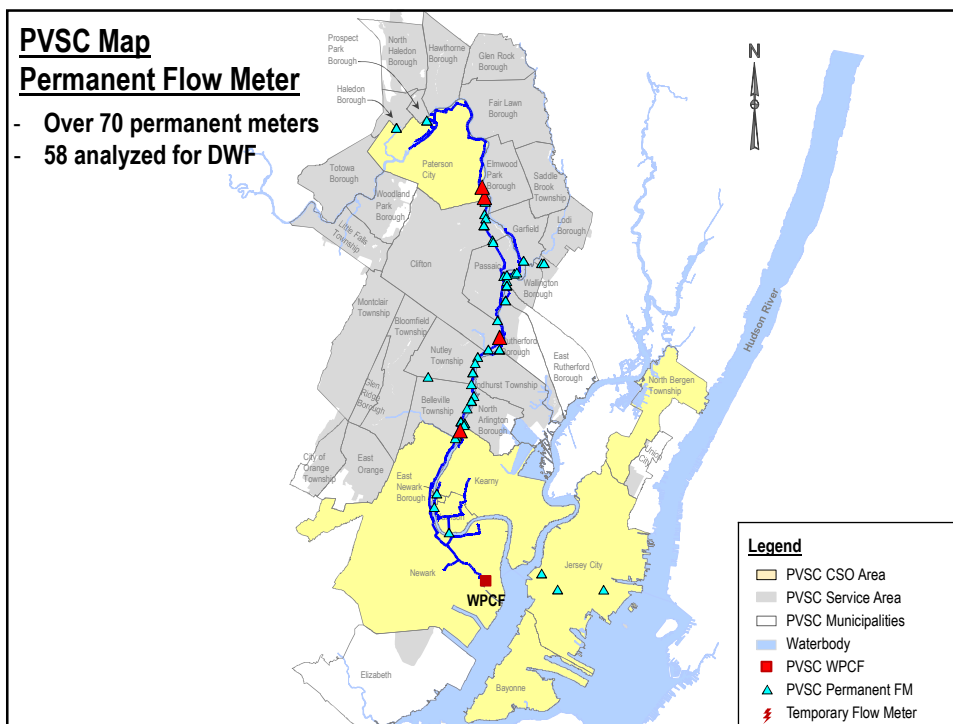 PVSC Map
Permanent Flow Meter
- Over 70 permanent meters
- 58 analyzed for DWF
Prospect
Park
Borough
North
Haledon
Borough
Hawthorne
Borough
Glen Rock
Borough
N
Haledon
Borough
Fair Lawn
Borough
Paterson
City
Elmwood
Park
Borough
Saddle
Brook
Township
Totowa
Borough
Woodland
Park
Borough
Little Falls
Township
Lodi
Borough
Garfield
Clifton
Passaic
Wallington
Borough
Montclair
Township
Bloomfield
Township
Nutley
Township
Rutherford
Borough
East
Rutherford
Borough
Hudson River
Glen
Ridge
Borough
Belleville
Township
ndhurst Township
North
Arlington
Borough
North Bergen
Township
Union
City
City of
Orange
Township
East
Orange
East
Newark
Borough
Kearny
Newark
WPCF
Jersey City
Elizabeth
Bayonne
Legend
PVSC CSO Area
PVSC Service Area
PVSC Municipalities
Waterbody
PVSC WPCF
PVSC Permanent FM
Temporary Flow Meter